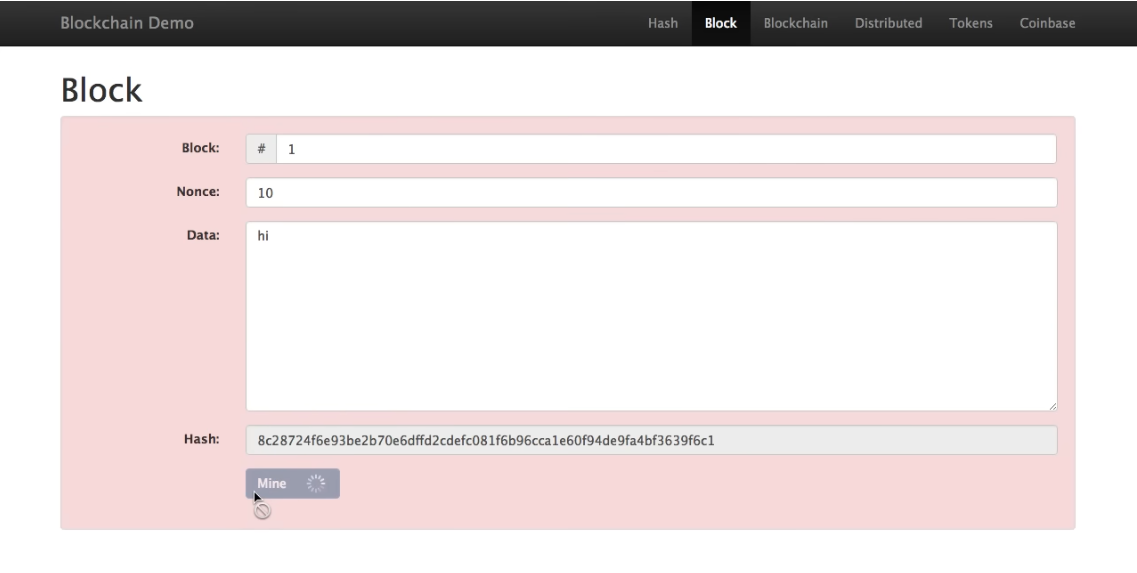 Blockchain Demo
Hash Block Blockchain Distributed Tokens Coinbase
Block
Block: # 1
Nonce: 10
Data: hi
Hash: 8c28724f6e93be2b70e6dffd2cdefc081f6b96cca1e60f94de9fa4bf3639f6c1
Mine